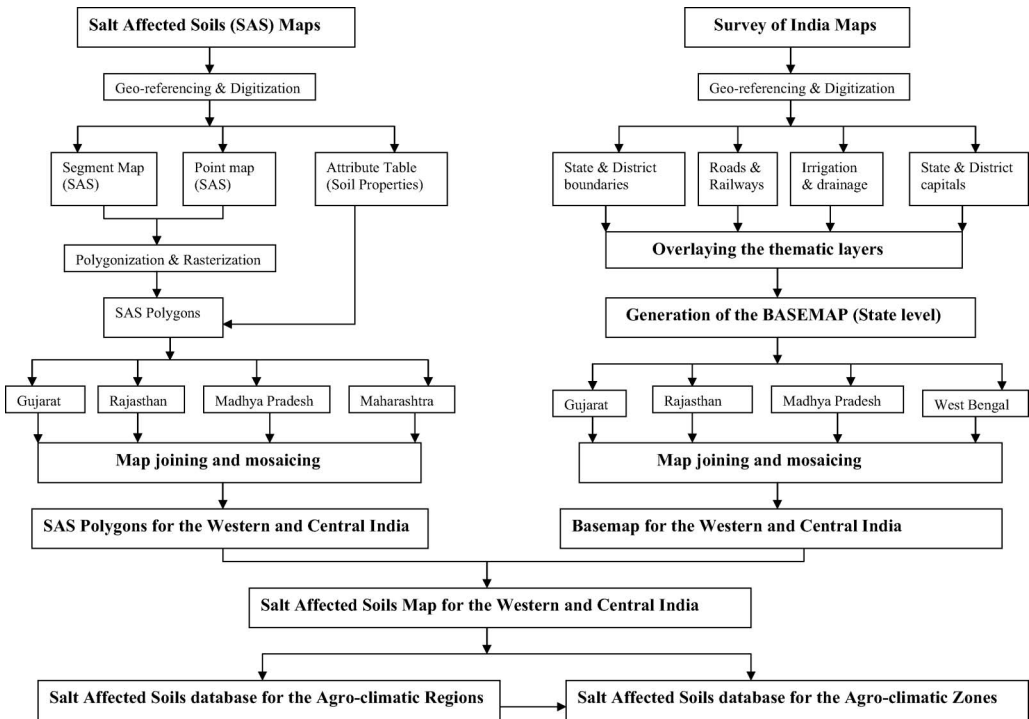 Salt Affected Soils (SAS) Maps
Survey of India Maps
Geo-referencing & Digitization
Geo-referencing & Digitization
Segment Map
(SAS)
Point map
(SAS)
Attribute Table
(Soil Properties)
State & District
boundaries
Roads &
Railways
Irrigation
& drainage
State & District
capitals
Polygonization & Rasterization
Overlaying the thematic layers
SAS Polygons
Generation of the BASEMAP (State level)
Gujarat
Rajasthan
Madhya Pradesh
Maharashtra
Gujarat
Rajasthan
Madhya Pradesh
West Bengal
Map joining and mosaicing
Map joining and mosaicing
SAS Polygons for the Western and Central India
Basemap for the Western and Central India
Salt Affected Soils Map for the Western and Central India
Salt Affected Soils database for the Agro-climatic Regions
Salt Affected Soils database for the Agro-climatic Zones